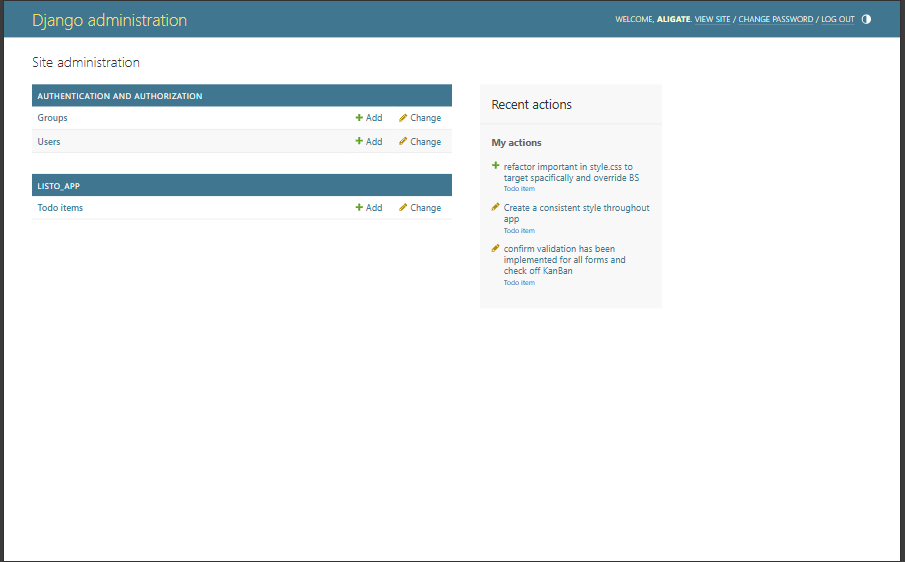 Django administration
WELCOME, ALIGATE. VIEW SITE / CHANGE PASSWORD / LOG OUT
Site administration
AUTHENTICATION AND AUTHORIZATION
Groups Add Change
Users Add Change
LISTO_APP
Todo items Add Change
Recent actions
My actions
refactor important in style.css to
target spacifically and override BS
Todo item
Create a consistent style throughout
app
Todo item
confirm validation has been
implemented for all forms and
check off KanBan
Todo item